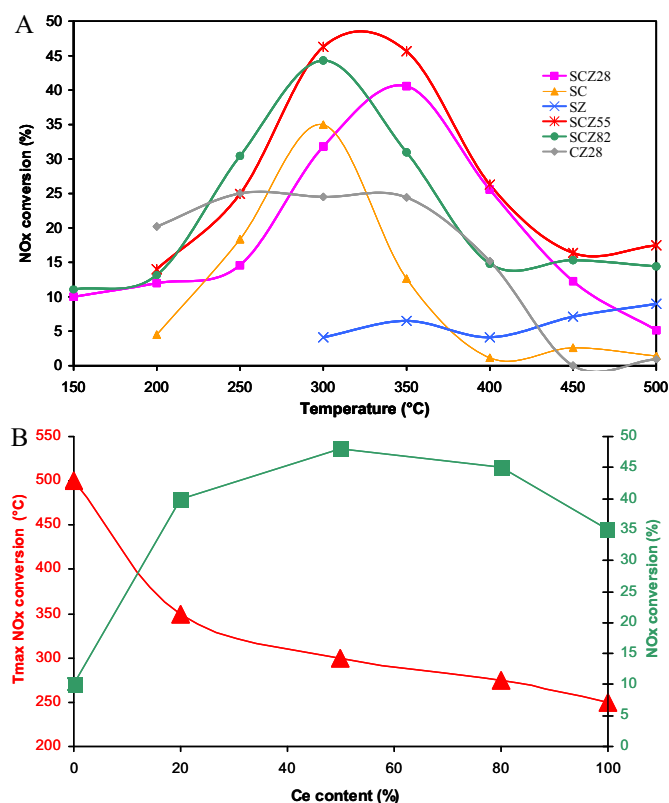 A
NOx conversion (%)
50
45
40
35
30
25
20
15
10
5
0
SCZ28
SC
SZ
SCZ55
SCZ82
CZ28
150 200 250 300 350 400 450 500
Temperature (°C)
B
Tmax NOx conversion (°C)
550
500
450
400
350
300
250
200
50
45
40
35
30
25
20
15
10
5
0
NOx conversion (%)
0 20 40 60 80 100
Ce content (%)